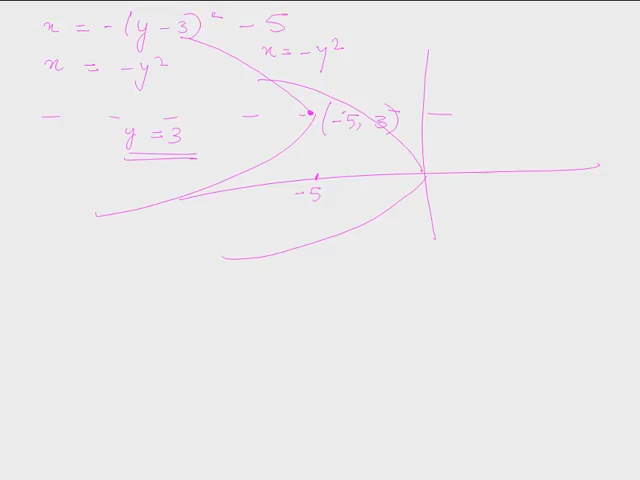 x = -(y - 3)² - 5
x = -y²
x = -y²
(-5, 3)
y = 3
-5